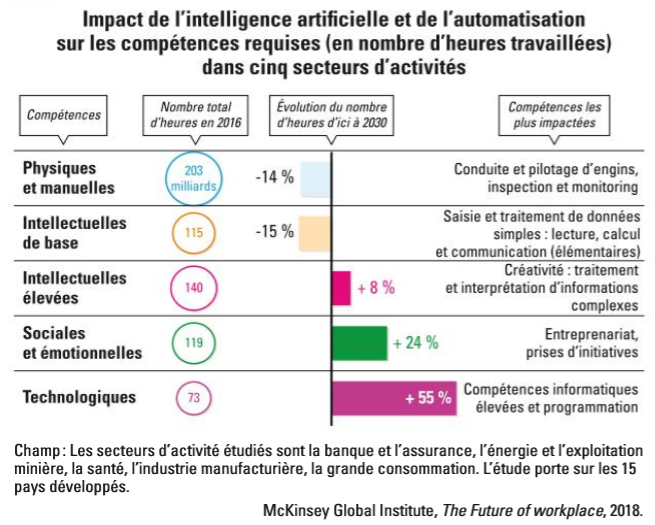 Impact de l'intelligence artificielle et de l'automatisation
sur les compétences requises (en nombre d'heures travaillées)
dans cinq secteurs d'activités
Compétences
Nombre total
d'heures en 2016
Évolution du nombre
d'heures d'ici à 2030
Compétences les
plus impactées
Physiques
et manuelles
203
milliards
-14 %
Conduite et pilotage d'engins,
inspection et monitoring
Intellectuelles
de base
115
-15 %
Saisie et traitement de données
simples : lecture, calcul
et communication (élémentaires)
Intellectuelles
élevées
140
+ 8 %
Créativité : traitement
et interprétation d'informations
complexes
Sociales
et émotionnelles
119
+ 24 %
Entreprenariat,
prises d'initiatives
Technologiques
73
+ 55 %
Compétences informatiques
élevées et programmation
Champ : Les secteurs d'activité étudiés sont la banque et l'assurance, l'énergie et l'exploitation
minière, la santé, l'industrie manufacturière, la grande consommation. L'étude porte sur les 15
pays développés.
McKinsey Global Institute, The Future of workplace, 2018.